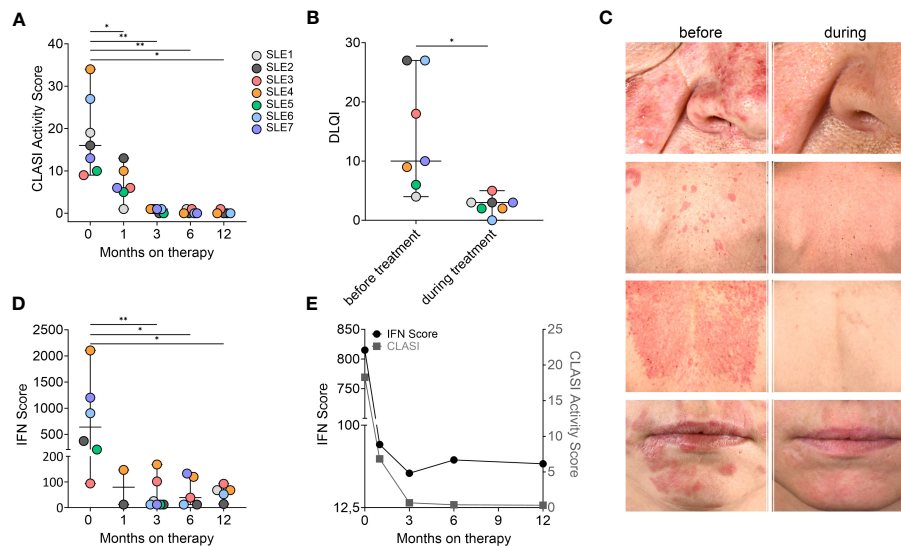 A
*
**
**
*
40
30
20
10
0
CLASI Activity Score
0 1 3 6 12
Months on therapy
SLE1
SLE2
SLE3
SLE4
SLE5
SLE6
SLE7
B
*
30
20
10
0
DLQI
before treatment
during treatment
C
before during
D
**
*
*
2500
2000
1500
1000
500
200
100
0
IFN Score
0 1 3 6 12
Months on therapy
E
IFN Score
CLASI
850
800
750
100
12,5
IFN Score
25
20
15
10
5
0
CLASI Activity Score
0 3 6 9 12
Months on therapy